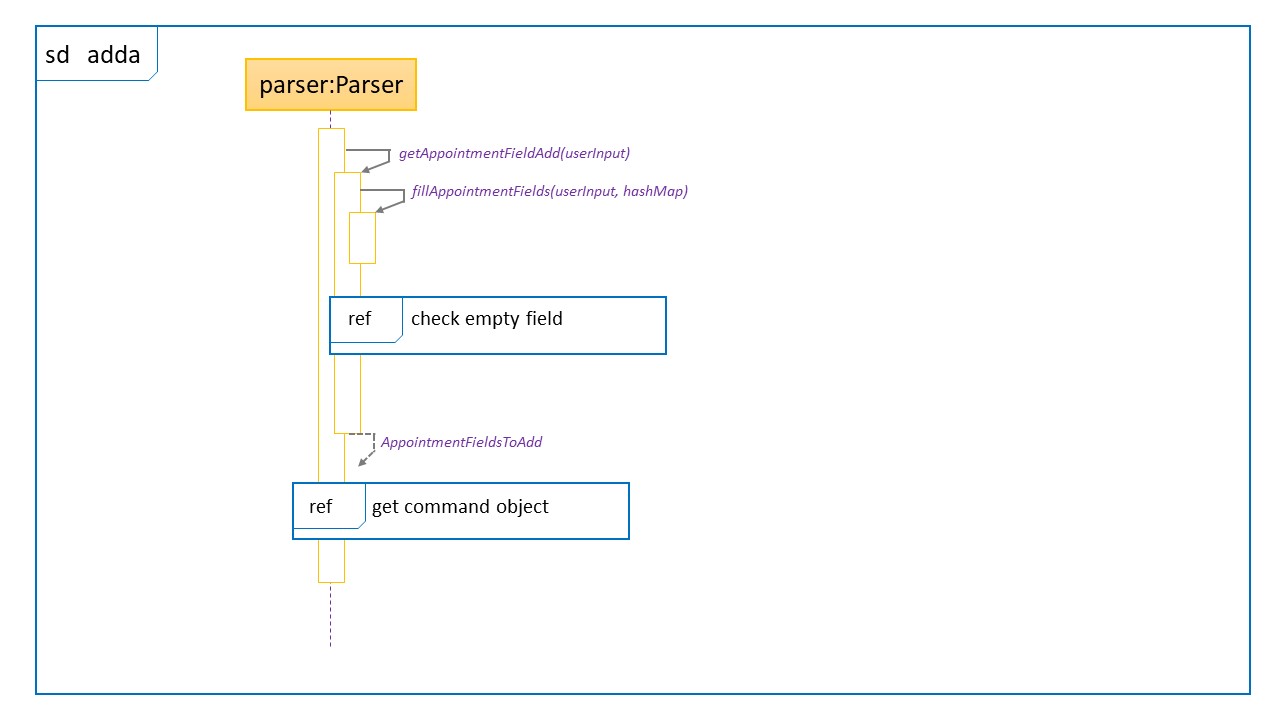 sd adda
parser:Parser
getAppointmentFieldAdd(userInput)
fillAppointmentFields(userInput, hashMap)
ref check empty field
AppointmentFieldsToAdd
ref get command object